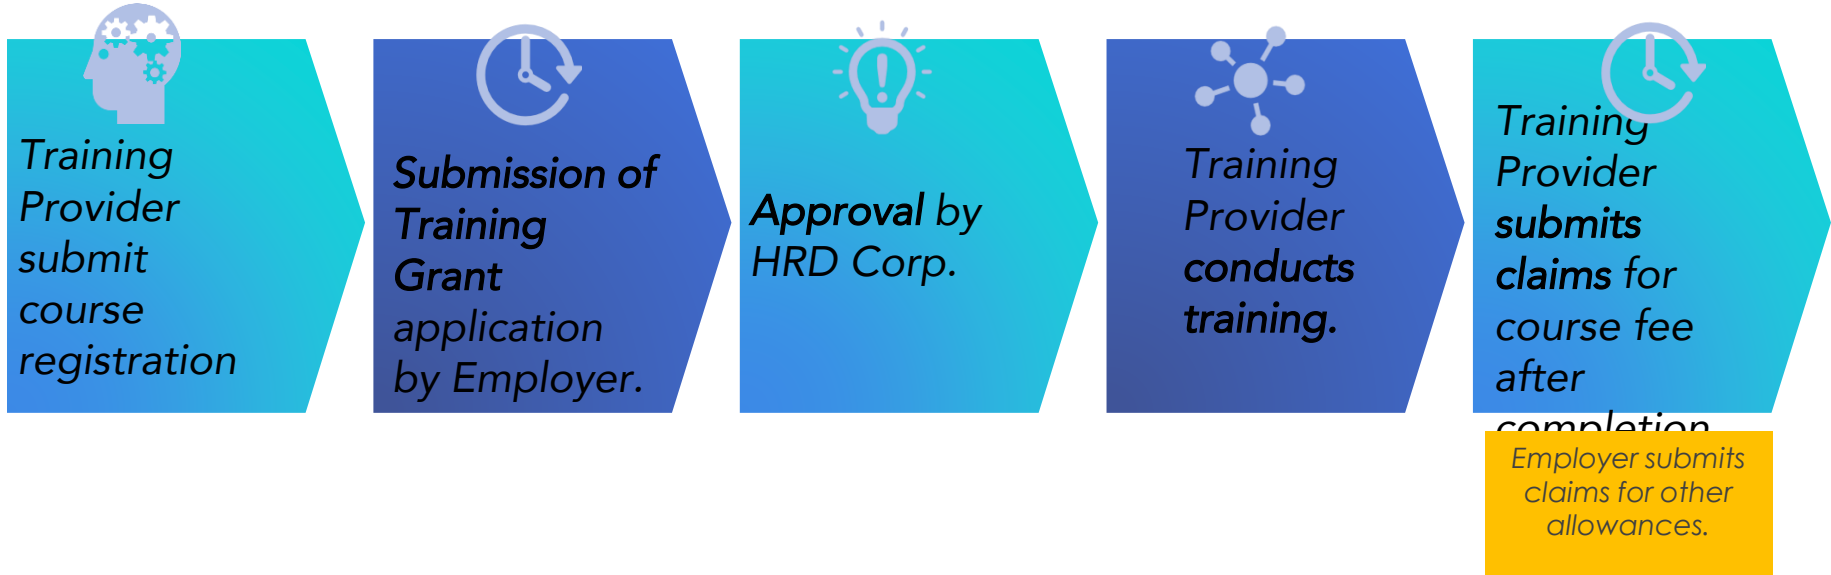 Training
Provider
submit
course
registration
Submission of
Training
Grant
application
by Employer.
Approval by
HRD Corp.
Training
Provider
conducts
training.
Training
Provider
submits
claims for
course fee
after
completion
Employer submits
claims for other
allowances.